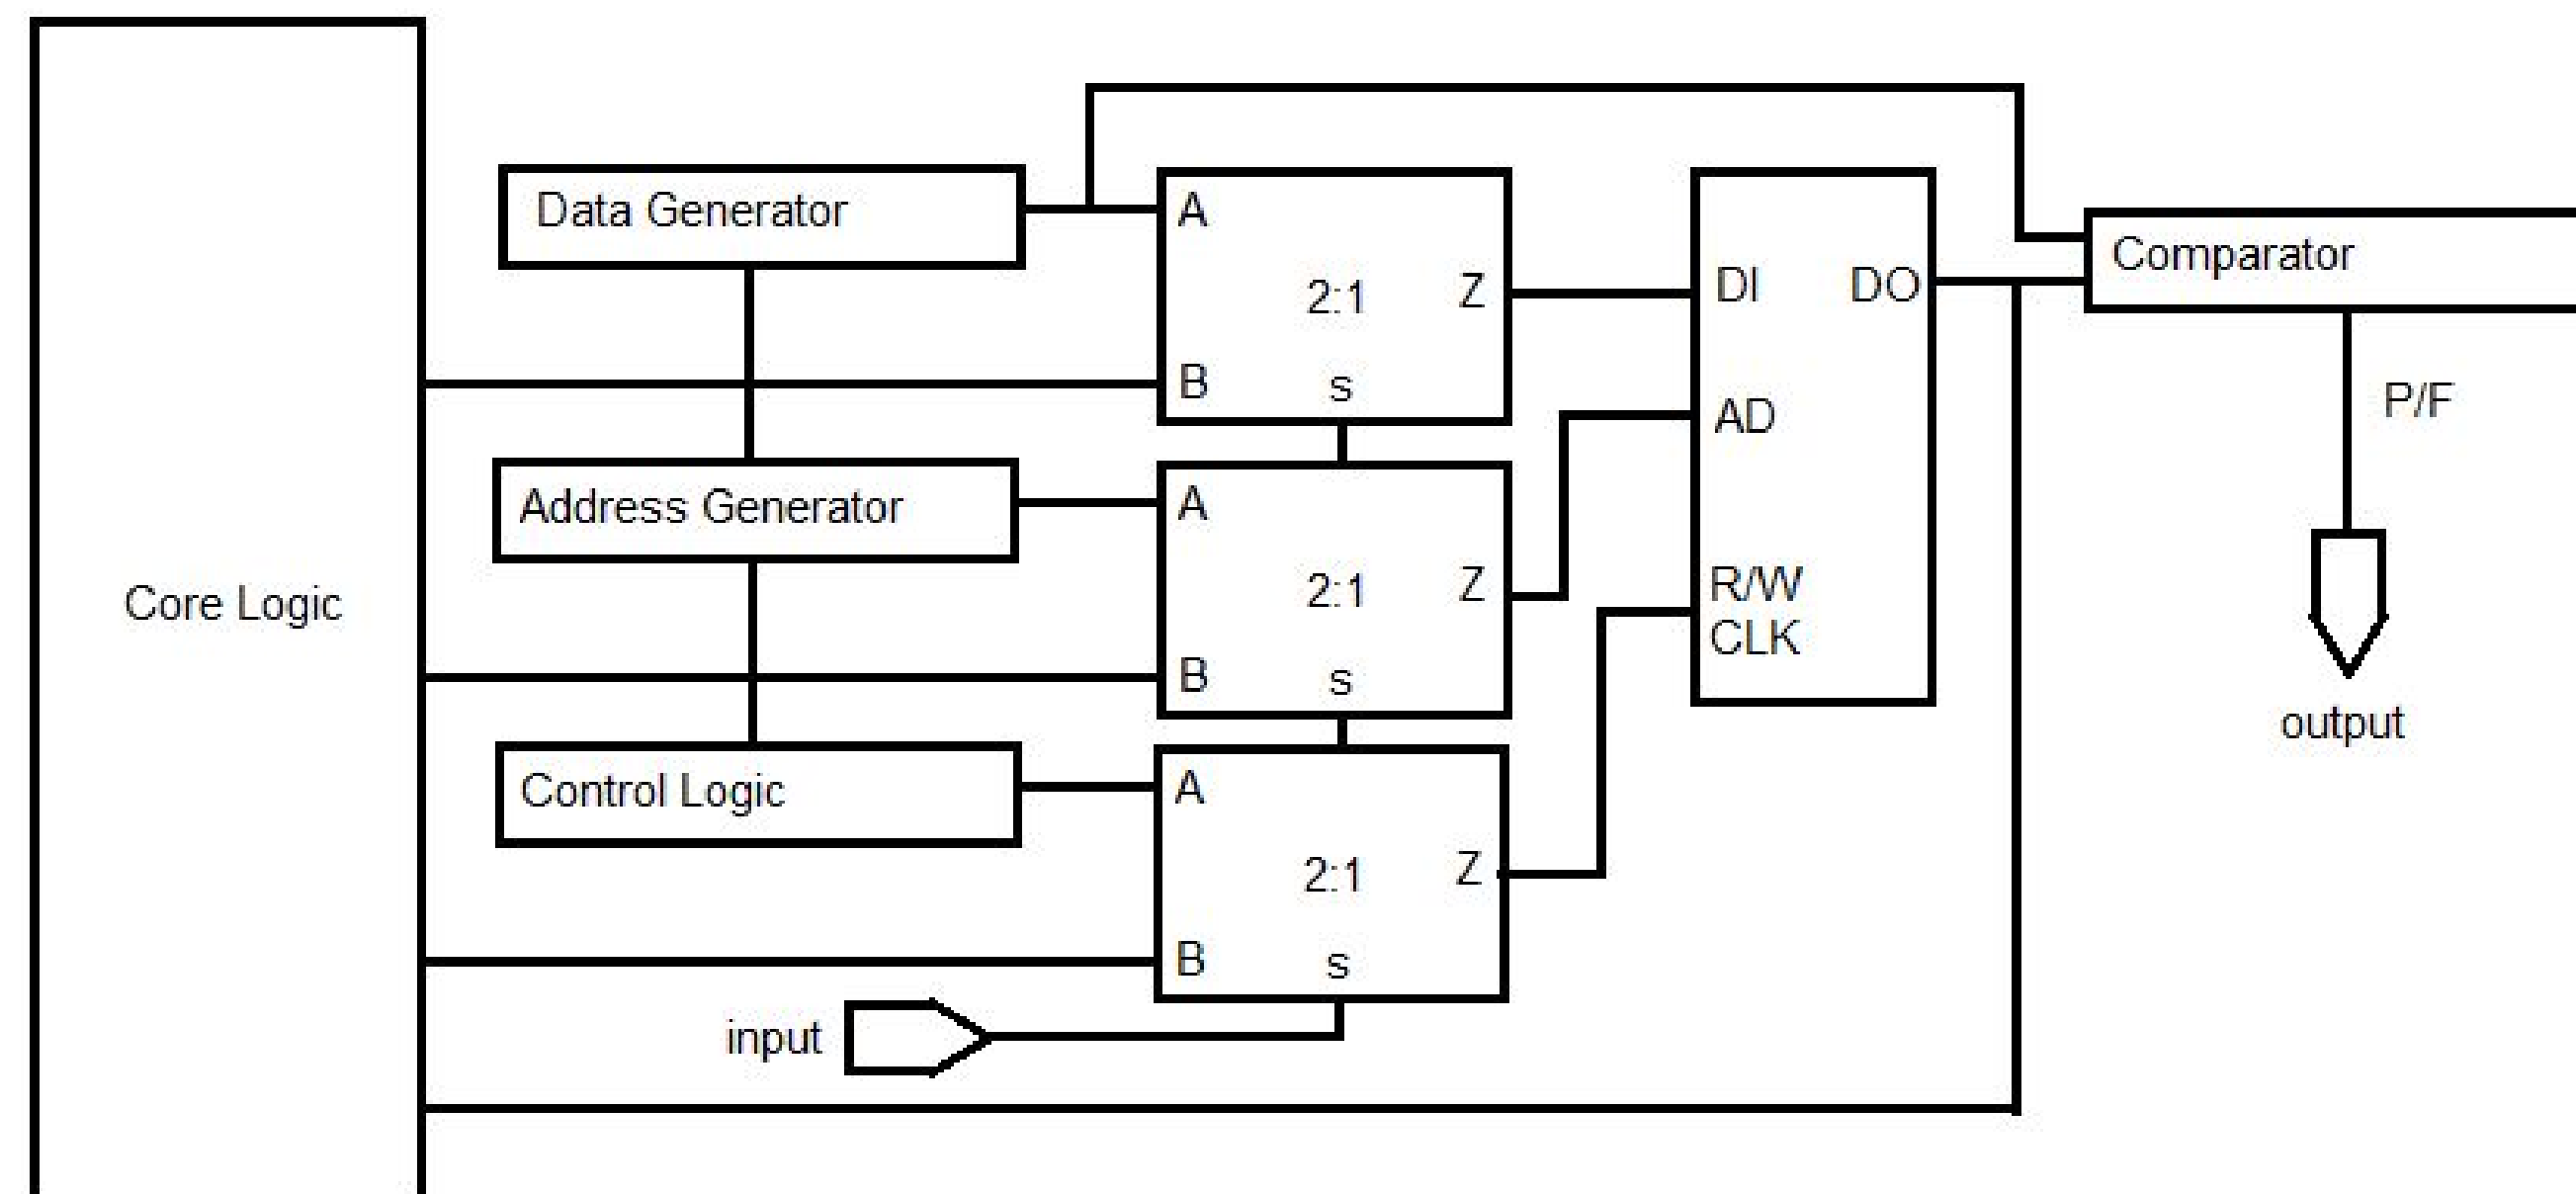 Data Generator
A
2:1
Z
B
s
DI
DO
AD
R/W
CLK
Comparator
P/F
output
Address Generator
A
2:1
Z
B
s
Core Logic
Control Logic
A
2:1
Z
B
s
input